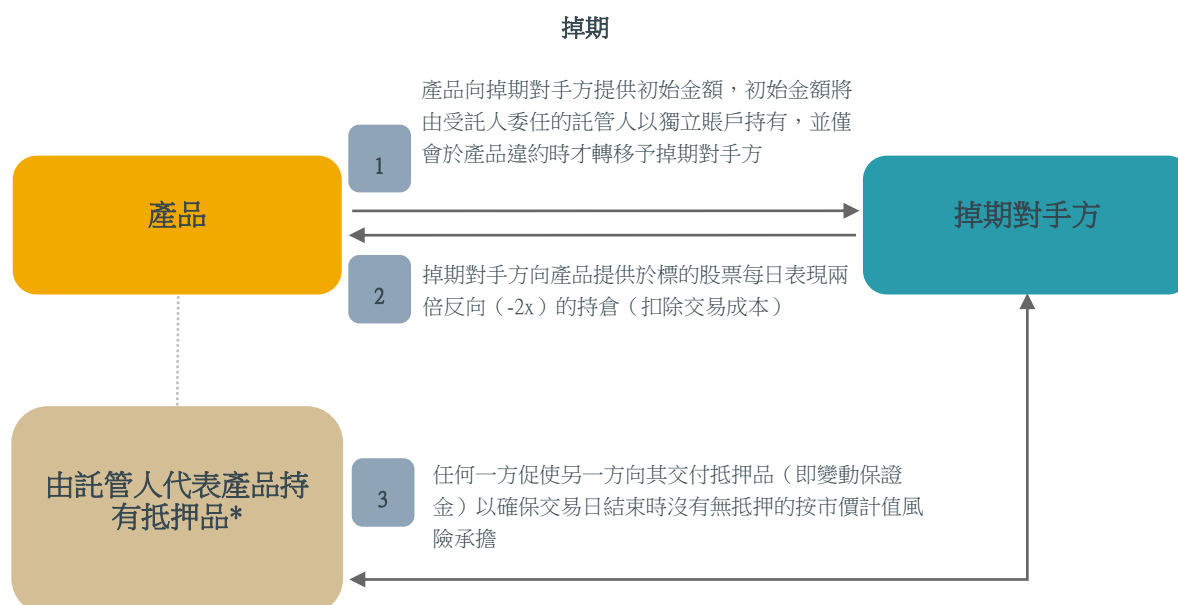 掉期
產品向掉期對手方提供初始金額，初始金額將
由受託人委任的託管人以獨立賬戶持有，並僅
會於產品違約時才轉移予掉期對手方
1
產品
掉期對手方
掉期對手方向產品提供於標的股票每日表現兩
倍反向（-2x）的持倉（扣除交易成本）
2
由託管人代表產品持
有抵押品*
3
任何一方促使另一方向其交付抵押品（即變動保證
金）以確保交易日結束時沒有無抵押的按市價計值風
險承擔